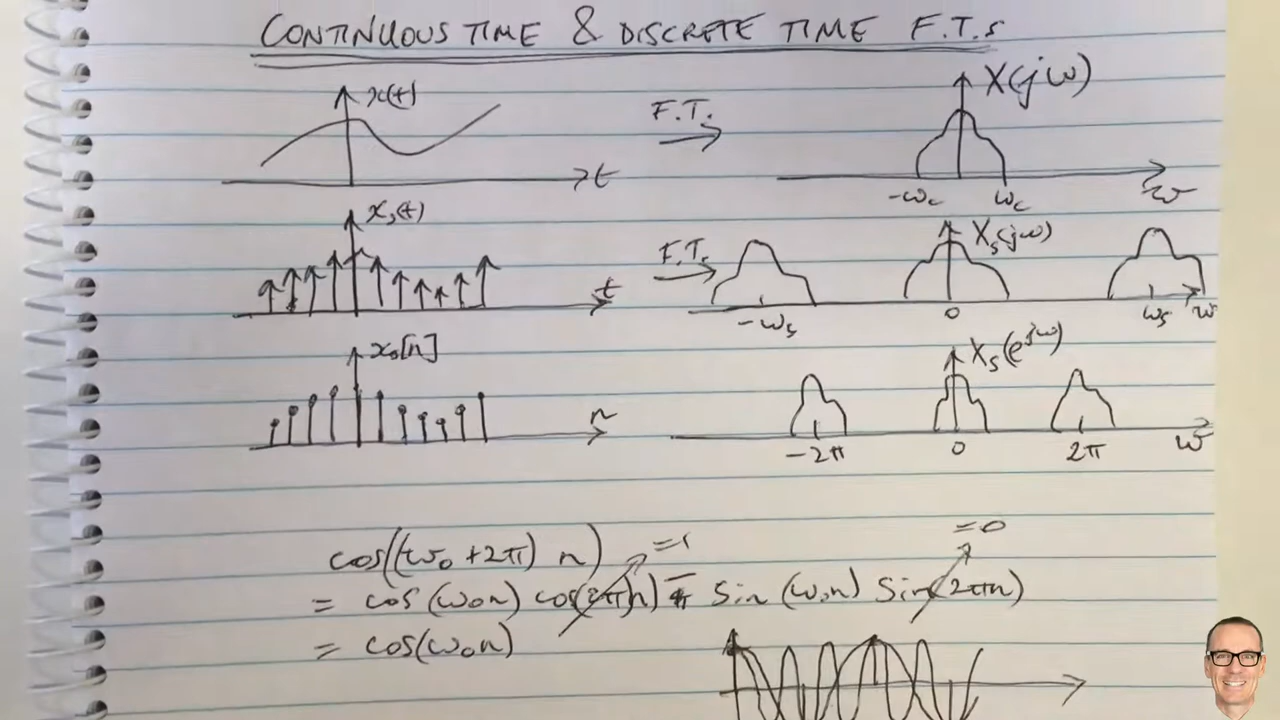 CONTINUOUS TIME & DISCRETE TIME F.T.s
x(t) F.T. X(jω)
t -ωc ωc ω
xs(t) F.T. Xs(jω)
t -ωs 0 ωs ω
xs[n] Xs(e^jω)
n -2π 0 2π ω
cos((ω0+2π) n) =1 =0
= cos(ω0n) cos(2πn) - sin(ω0n) sin(2πn)
= cos(ω0n)